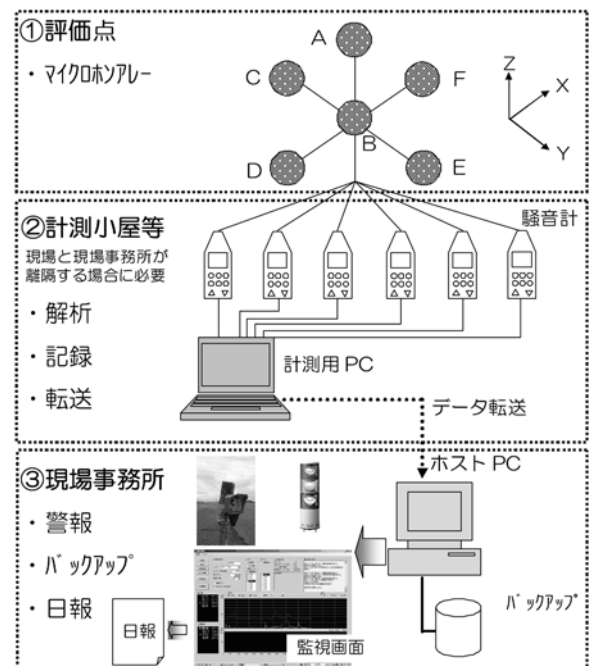 ①評価点
・ﾏｲｸﾛﾎﾝｱﾚｰ
A
C
F
B
D
E
Z
X
Y
②計測小屋等
現場と現場事務所が
離隔する場合に必要
・解析
・記録
・転送
騒音計
計測用 PC
データ転送
③現場事務所
・警報
・ﾊﾞｯｸｱｯﾌﾟ
・日報
ホスト PC
日報
監視画面
ﾊﾞｯｸｱｯﾌﾟ